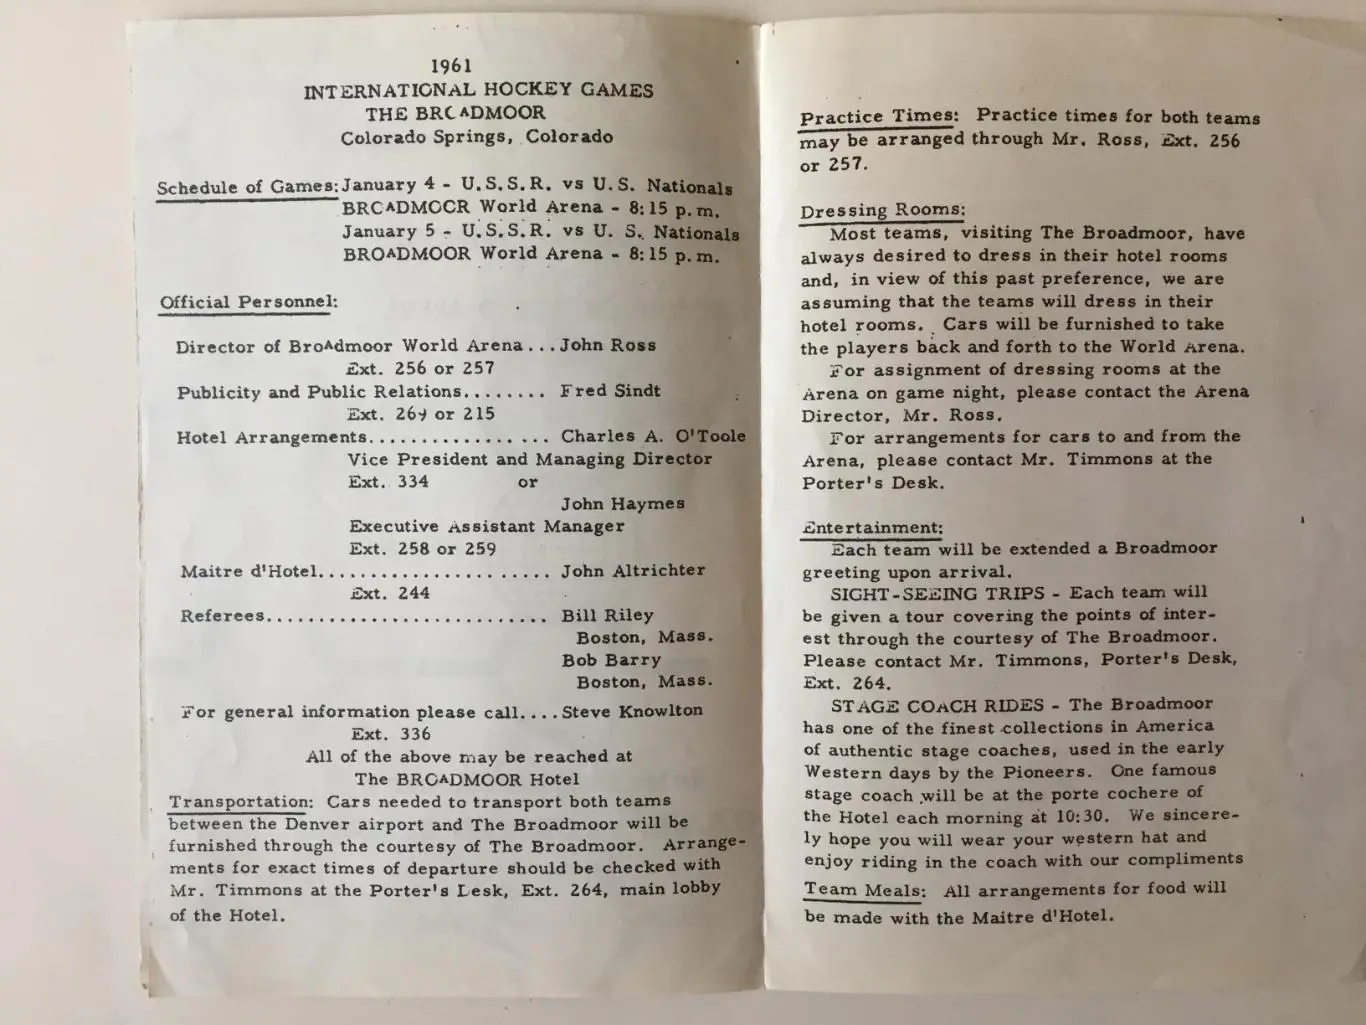 1961
INTERNATIONAL HOCKEY GAMES
THE BROADMOOR
Colorado Springs, Colorado
Schedule of Games: January 4 - U.S.S.R. vs U.S. Nationals
BROADMOOR World Arena - 8:15 p.m.
January 5 - U.S.S.R. vs U. S. Nationals
BROADMOOR World Arena - 8:15 p.m.
Official Personnel:
Director of BroAdmoor World Arena...John Ross
Ext. 256 or 257
Publicity and Public Relations........ Fred Sindt
Ext. 269 or 215
Hotel Arrangements................... Charles A. O'Toole
Vice President and Managing Director
Ext. 334 or
John Haymes
Executive Assistant Manager
Ext. 258 or 259
Maitre d'Hotel...................... John Altrichter
Ext. 244
Referees........................... Bill Riley
Boston, Mass.
Bob Barry
Boston, Mass.
For general information please call....Steve Knowlton
Ext. 336
All of the above may be reached at
The BROADMOOR Hotel
Transportation: Cars needed to transport both teams
between the Denver airport and The Broadmoor will be
furnished through the courtesy of The Broadmoor. Arrange-
ments for exact times of departure should be checked with
Mr. Timmons at the Porter's Desk, Ext. 264, main lobby
of the Hotel.
Practice Times: Practice times for both teams
may be arranged through Mr. Ross, Ext. 256
or 257.
Dressing Rooms:
Most teams, visiting The Broadmoor, have
always desired to dress in their hotel rooms
and, in view of this past preference, we are
assuming that the teams will dress in their
hotel rooms. Cars will be furnished to take
the players back and forth to the World Arena.
For assignment of dressing rooms at the
Arena on game night, please contact the Arena
Director, Mr. Ross.
For arrangements for cars to and from the
Arena, please contact Mr. Timmons at the
Porter's Desk.
Entertainment:
Each team will be extended a Broadmoor
greeting upon arrival.
SIGHT-SEEING TRIPS - Each team will
be given a tour covering the points of inter-
est through the courtesy of The Broadmoor.
Please contact Mr. Timmons, Porter's Desk,
Ext. 264.
STAGE COACH RIDES - The Broadmoor
has one of the finest collections in America
of authentic stage coaches, used in the early
Western days by the Pioneers. One famous
stage coach will be at the porte cochere of
the Hotel each morning at 10:30. We sincere-
ly hope you will wear your western hat and
enjoy riding in the coach with our compliments
Team Meals: All arrangements for food will
be made with the Maitre d'Hotel.